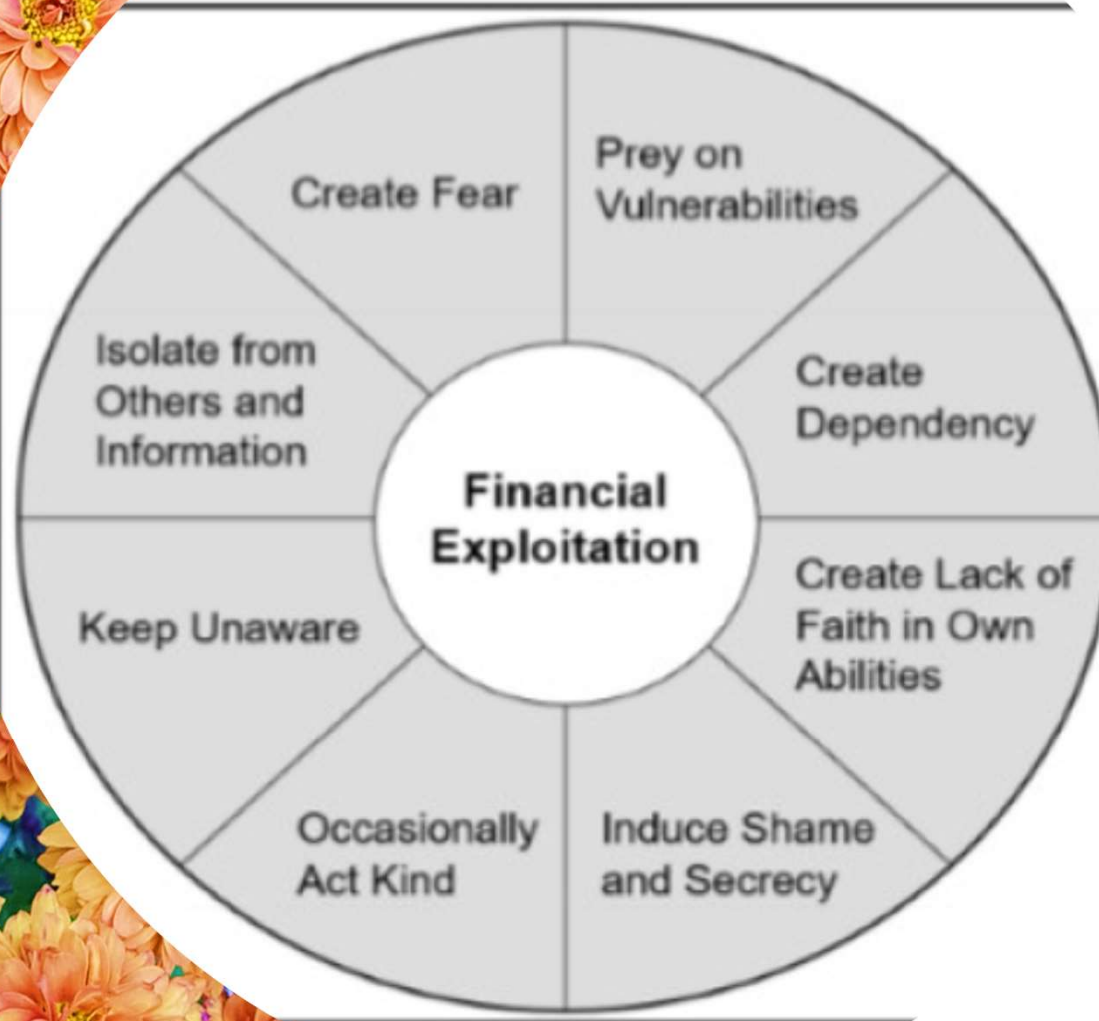 Create Fear
Prey on
Vulnerabilities
Create
Dependency
Create Lack of
Faith in Own
Abilities
Induce Shame
and Secrecy
Occasionally
Act Kind
Keep Unaware
Isolate from
Others and
Information
Financial
Exploitation